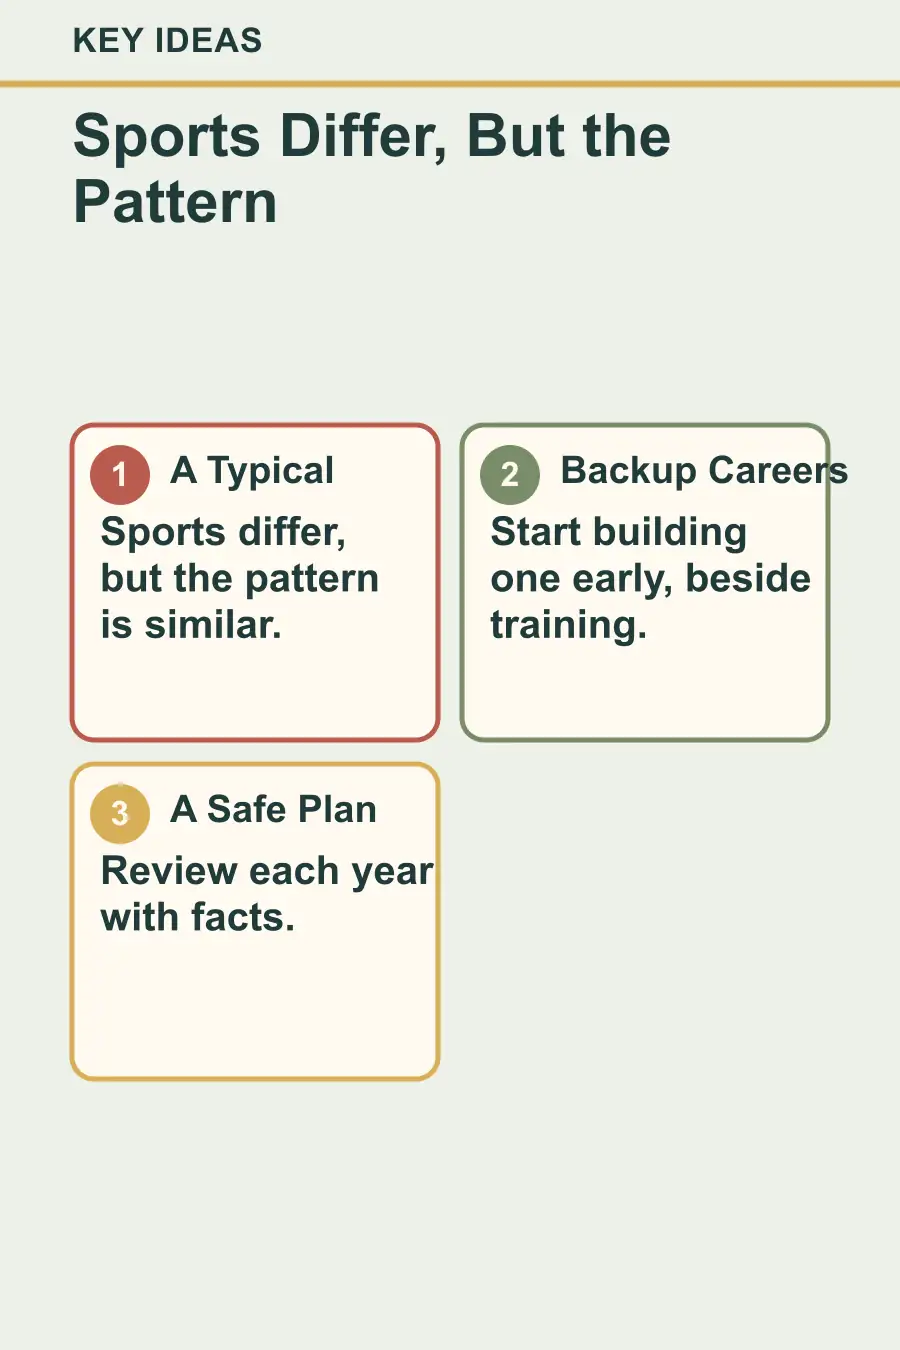 KEY IDEAS
Sports Differ, But the
Pattern
1 A Typical
Sports differ,
but the pattern
is similar.
2 Backup Careers
Start building
one early, beside
training.
3 A Safe Plan
Review each year
with facts.